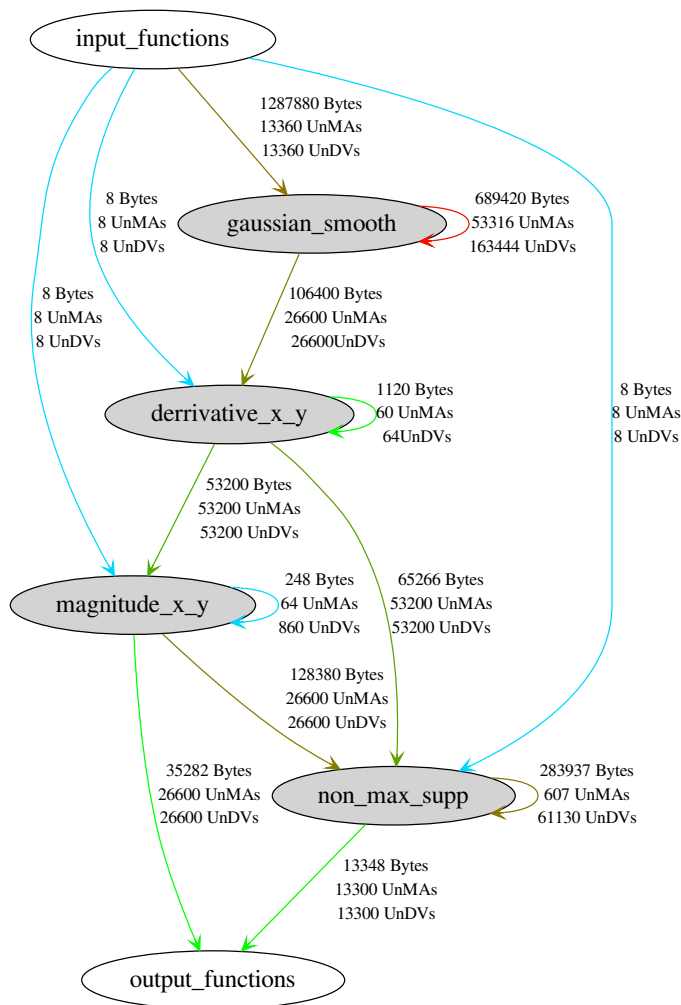 input_functions
1287880 Bytes
13360 UnMAs
13360 UnDVs
8 Bytes
8 UnMAs
8 UnDVs
gaussian_smooth
689420 Bytes
53316 UnMAs
163444 UnDVs
8 Bytes
8 UnMAs
8 UnDVs
106400 Bytes
26600 UnMAs
26600UnDVs
derrivative_x_y
1120 Bytes
60 UnMAs
64UnDVs
8 Bytes
8 UnMAs
8 UnDVs
53200 Bytes
53200 UnMAs
53200 UnDVs
magnitude_x_y
248 Bytes
64 UnMAs
860 UnDVs
65266 Bytes
53200 UnMAs
53200 UnDVs
128380 Bytes
26600 UnMAs
26600 UnDVs
35282 Bytes
26600 UnMAs
26600 UnDVs
non_max_supp
283937 Bytes
607 UnMAs
61130 UnDVs
13348 Bytes
13300 UnMAs
13300 UnDVs
output_functions